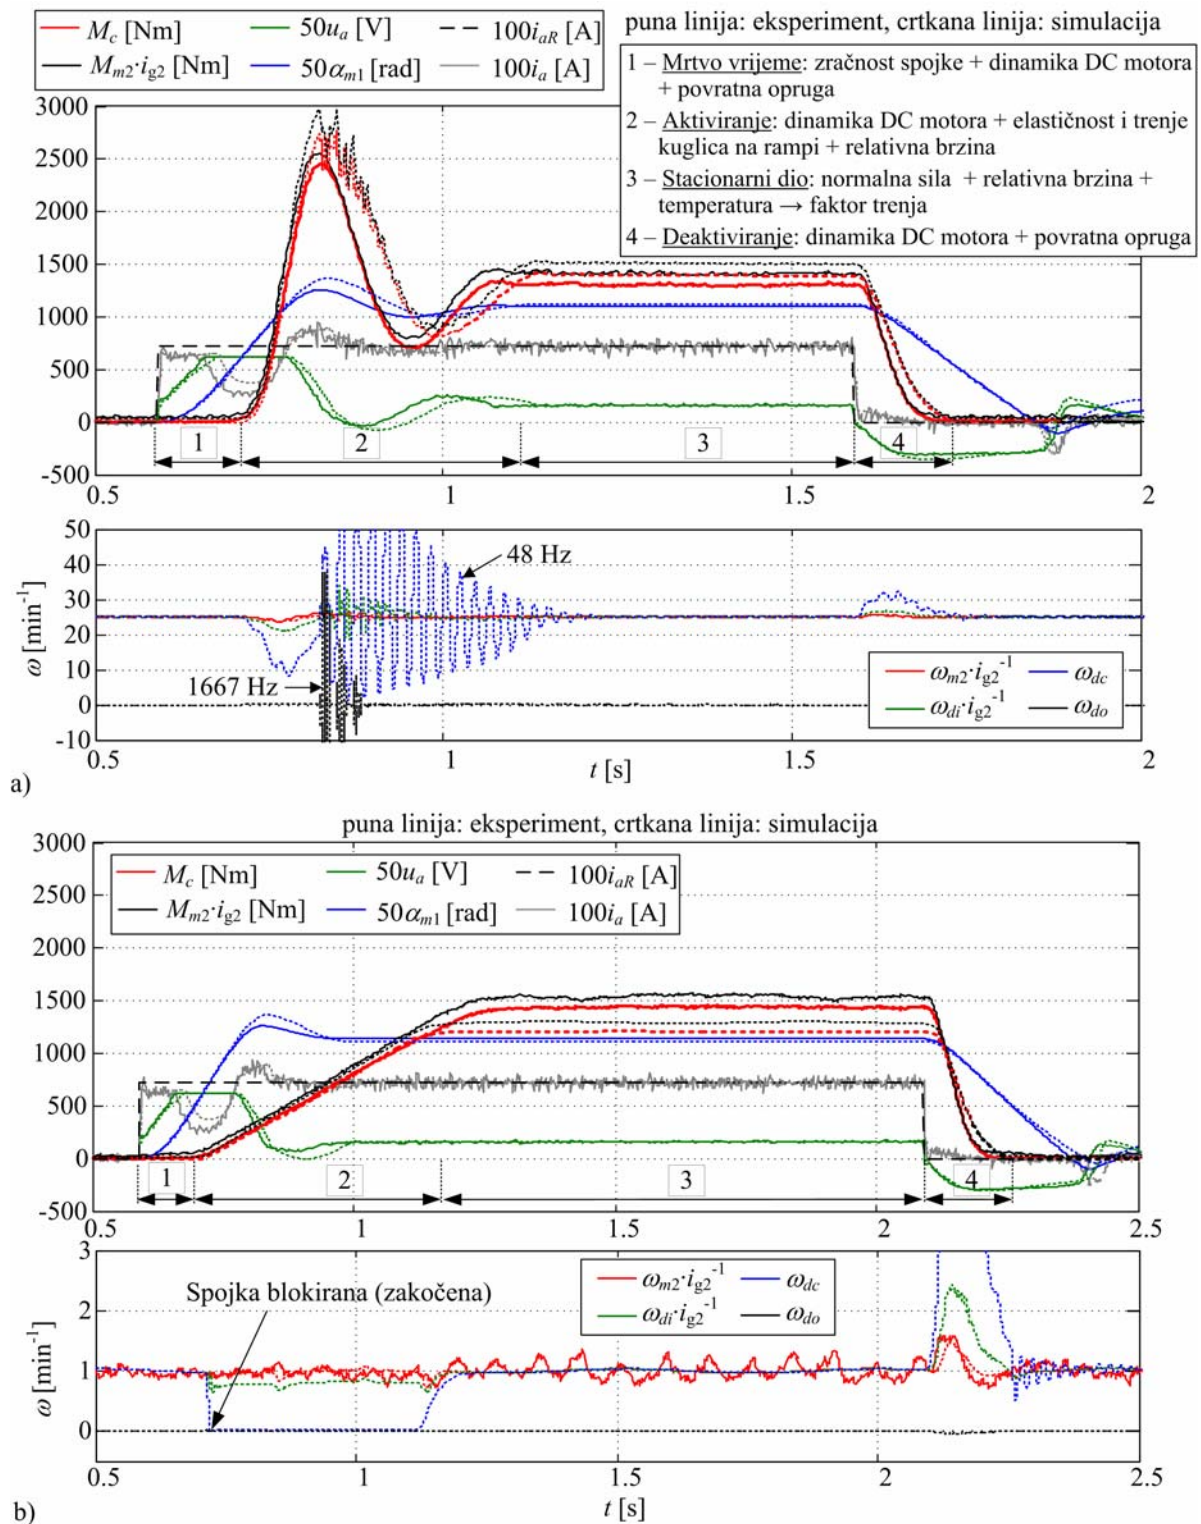 puna linija: eksperiment, crtkana linija: simulacija
M_c [Nm] 50u_a [V] 100i_aR [A]
M_m2·i_g2 [Nm] 50α_m1 [rad] 100i_a [A]
1 – Mrtvo vrijeme: zračnost spojke + dinamika DC motora
+ povratna opruga
2 – Aktiviranje: dinamika DC motora + elastičnost i trenje
kuglica na rampi + relativna brzina
3 – Stacionarni dio: normalna sila + relativna brzina +
temperatura → faktor trenja
4 – Deaktiviranje: dinamika DC motora + povratna opruga
3000
2500
2000
1500
1000
500
0
-500
1 2 3 4
0.5 1 1.5 2
50
40
30
20
10
0
-10
ω [min⁻¹]
48 Hz
1667 Hz
ω_m2·i_g2⁻¹ ω_dc
ω_di·i_g2⁻¹ ω_do
0.5 1 1.5 2
t [s]
a)
puna linija: eksperiment, crtkana linija: simulacija
M_c [Nm] 50u_a [V] 100i_aR [A]
M_m2·i_g2 [Nm] 50α_m1 [rad] 100i_a [A]
3000
2500
2000
1500
1000
500
0
-500
1 2 3 4
0.5 1 1.5 2 2.5
3
2
1
0
ω [min⁻¹]
Spojka blokirana (zakočena)
ω_m2·i_g2⁻¹ ω_dc
ω_di·i_g2⁻¹ ω_do
0.5 1 1.5 2 2.5
t [s]
b)